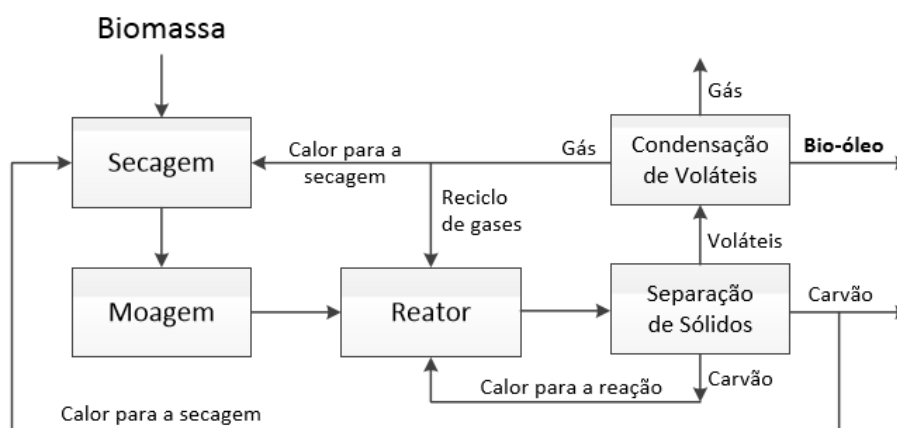 Biomassa
Gás
Secagem
Calor para a
secagem
Gás
Condensação
de Voláteis
Bio-óleo
Reciclo
de gases
Voláteis
Moagem
Reator
Separação
de Sólidos
Carvão
Calor para a reação
Carvão
Calor para a secagem